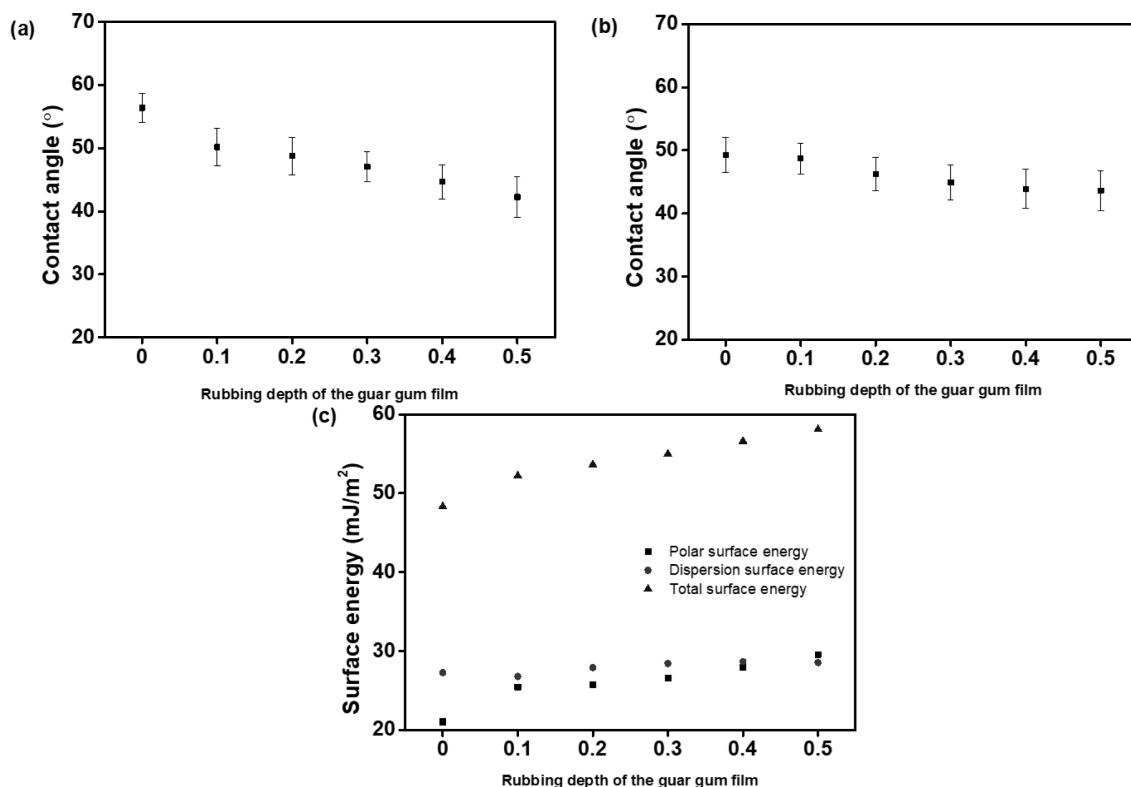 (a)
70
60
50
40
30
20
Contact angle (°)
0 0.1 0.2 0.3 0.4 0.5
Rubbing depth of the guar gum film
(b)
70
60
50
40
30
20
Contact angle (°)
0 0.1 0.2 0.3 0.4 0.5
Rubbing depth of the guar gum film
(c)
60
50
40
30
20
Surface energy (mJ/m²)
Polar surface energy
Dispersion surface energy
Total surface energy
0 0.1 0.2 0.3 0.4 0.5
Rubbing depth of the guar gum film